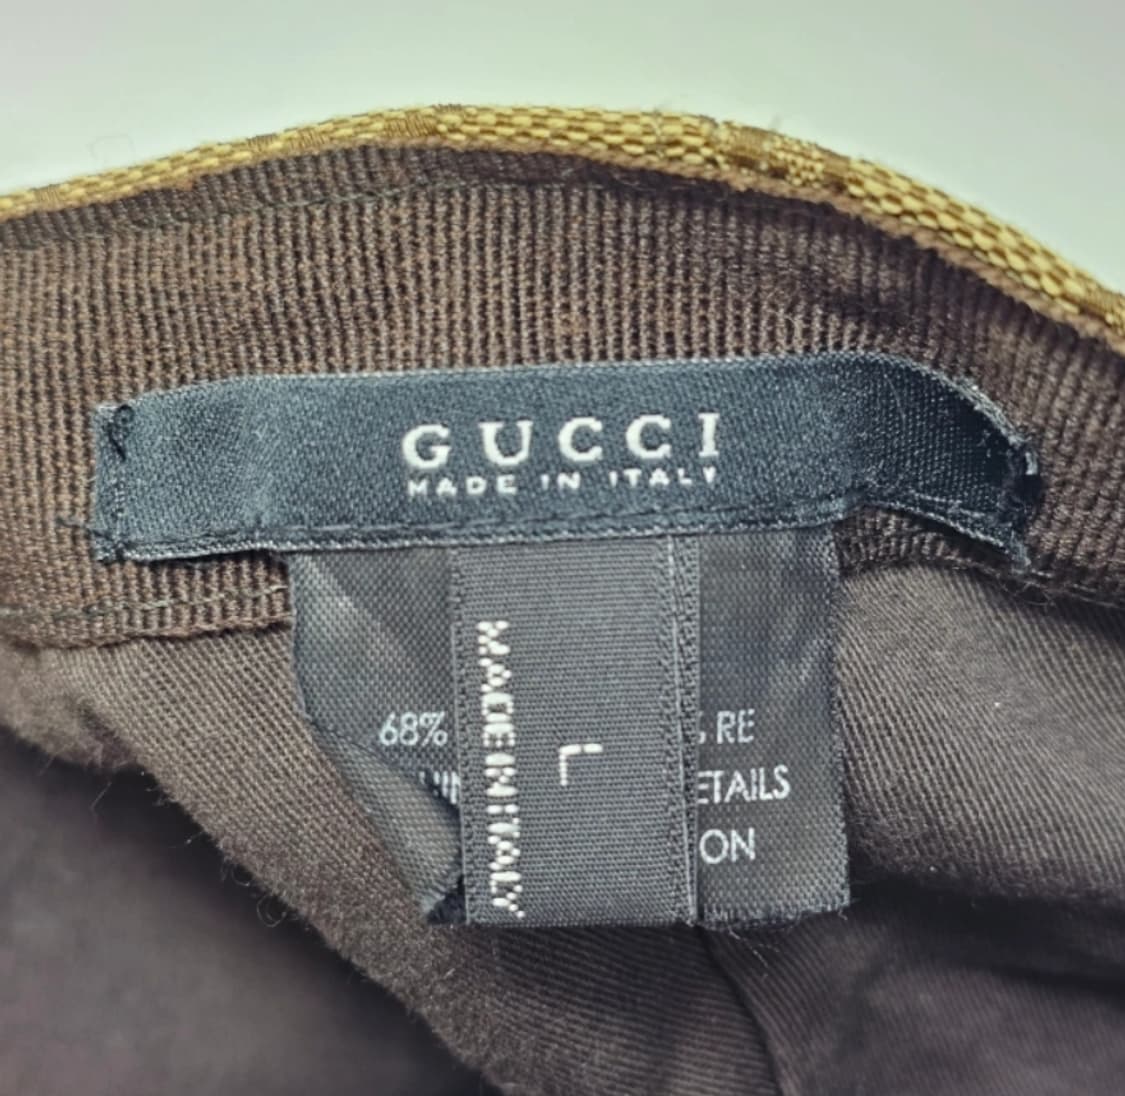 GUCCI
MADE IN ITALY
MADE IN ITALY
L
68% RE
ETAILS
ON